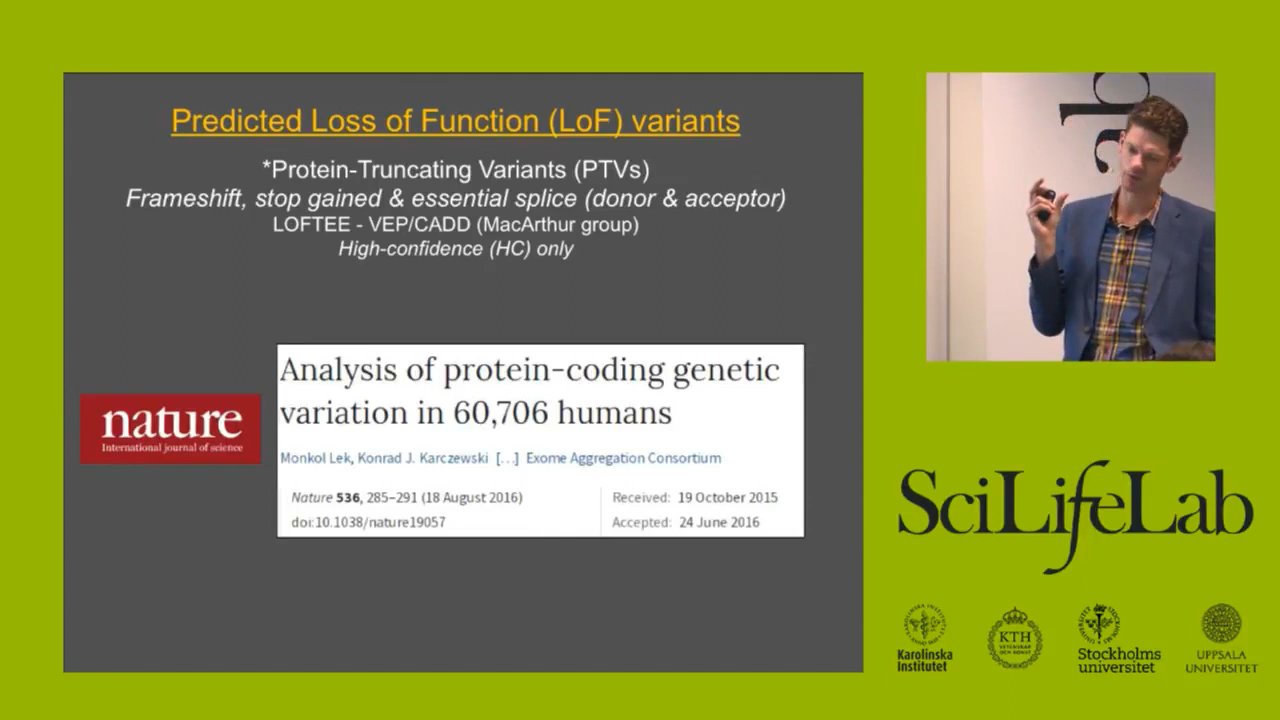 Predicted Loss of Function (LoF) variants
*Protein-Truncating Variants (PTVs)
Frameshift, stop gained & essential splice (donor & acceptor)
LOFTEE - VEP/CADD (MacArthur group)
High-confidence (HC) only
nature
International journal of science
Analysis of protein-coding genetic
variation in 60,706 humans
Monkol Lek, Konrad J. Karczewski [...] Exome Aggregation Consortium
Nature 536, 285–291 (18 August 2016)
doi:10.1038/nature19057
Received: 19 October 2015
Accepted: 24 June 2016
SciLifeLab
Karolinska
Institutet
KTH
VETENSKAP
OCH KONST
Stockholms
universitet
UPPSALA
UNIVERSITET